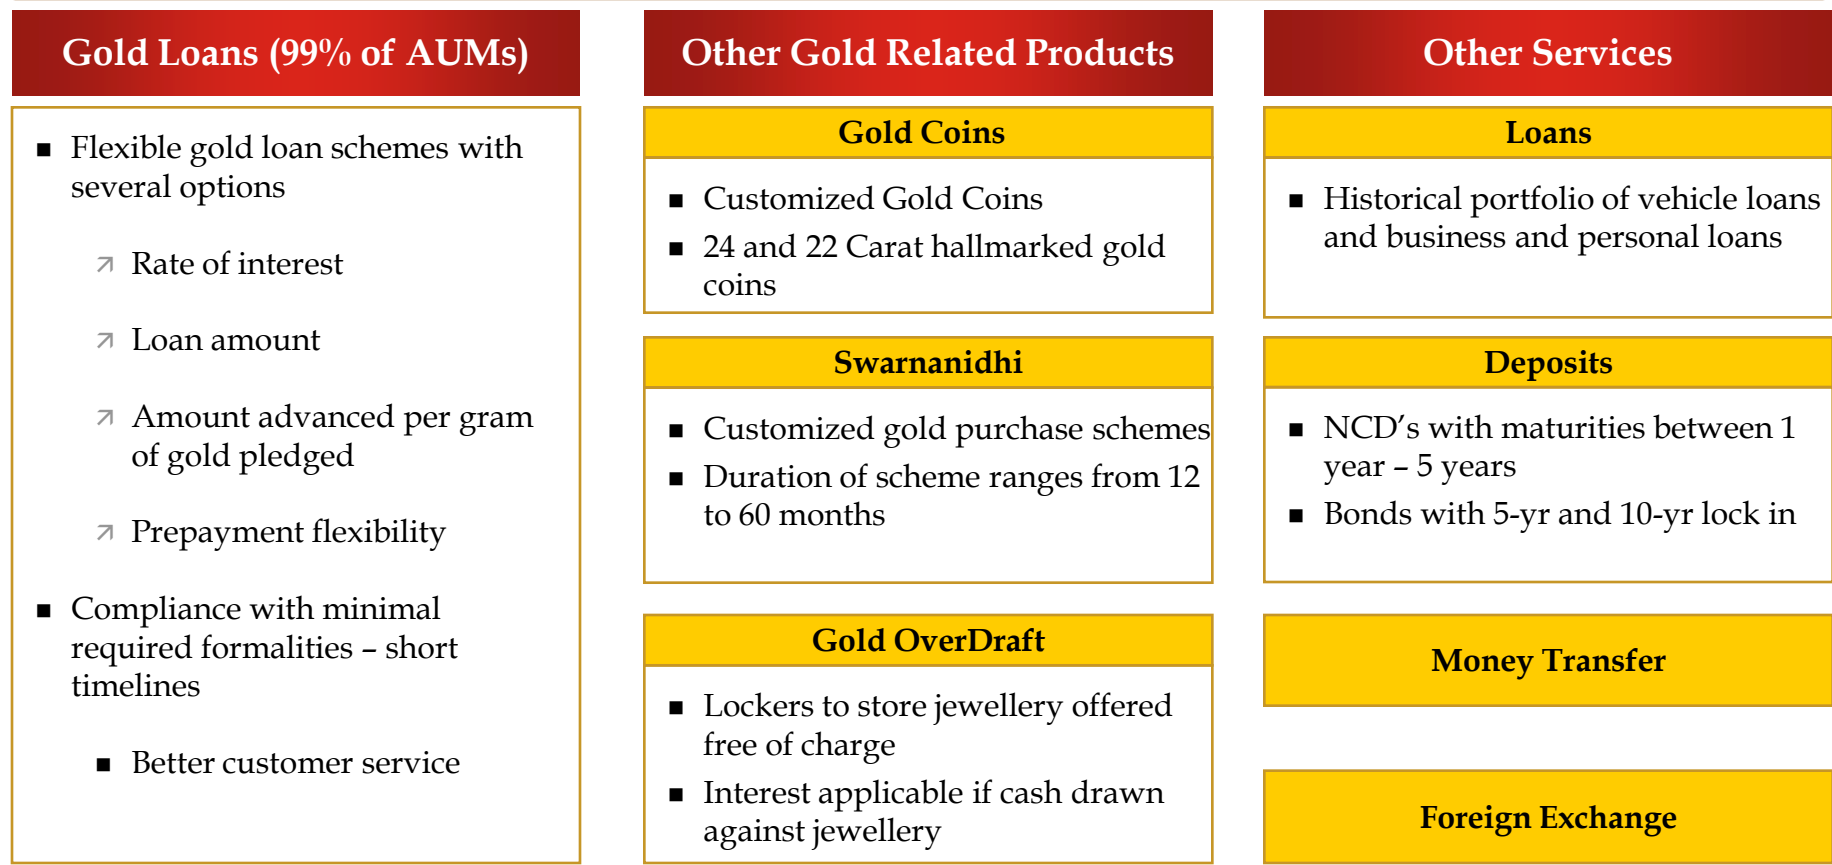 Gold Loans (99% of AUMs)
Flexible gold loan schemes with
several options
Rate of interest
Loan amount
Amount advanced per gram
of gold pledged
Prepayment flexibility
Compliance with minimal
required formalities – short
timelines
Better customer service
Other Gold Related Products
Gold Coins
Customized Gold Coins
24 and 22 Carat hallmarked gold
coins
Swarnanidhi
Customized gold purchase schemes
Duration of scheme ranges from 12
to 60 months
Gold OverDraft
Lockers to store jewellery offered
free of charge
Interest applicable if cash drawn
against jewellery
Other Services
Loans
Historical portfolio of vehicle loans
and business and personal loans
Deposits
NCD’s with maturities between 1
year – 5 years
Bonds with 5-yr and 10-yr lock in
Money Transfer
Foreign Exchange